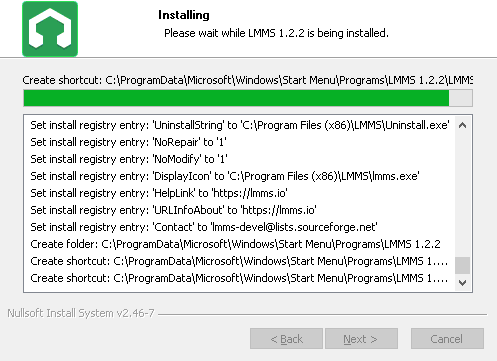 Installing
Please wait while LMMS 1.2.2 is being installed.
Create shortcut: C:\ProgramData\Microsoft\Windows\Start Menu\Programs\LMMS 1.2.2\LMMS
Set install registry entry: 'UninstallString' to 'C:\Program Files (x86)\LMMS\Uninstall.exe'
Set install registry entry: 'NoRepair' to '1'
Set install registry entry: 'NoModify' to '1'
Set install registry entry: 'DisplayIcon' to 'C:\Program Files (x86)\LMMS\lmms.exe'
Set install registry entry: 'HelpLink' to 'https://lmms.io'
Set install registry entry: 'URLInfoAbout' to 'https://lmms.io'
Set install registry entry: 'Contact' to 'lmms-devel@lists.sourceforge.net'
Create folder: C:\ProgramData\Microsoft\Windows\Start Menu\Programs\LMMS 1.2.2
Create shortcut: C:\ProgramData\Microsoft\Windows\Start Menu\Programs\LMMS 1....
Create shortcut: C:\ProgramData\Microsoft\Windows\Start Menu\Programs\LMMS 1....
Nullsoft Install System v2.46-7
< Back Next > Cancel